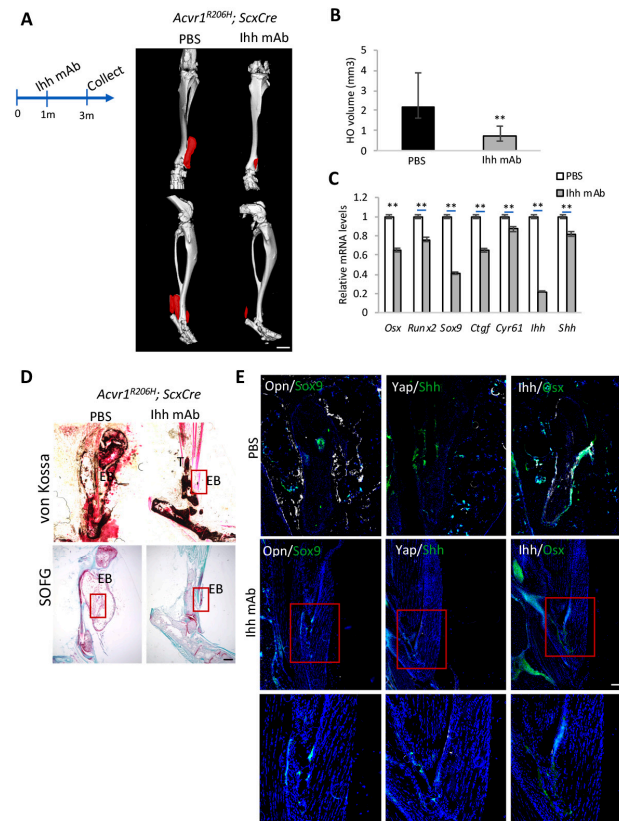 A
Acvr1R206H; ScxCre
PBS
Ihh mAb
Ihh mAb
Collect
0
1m
3m
B
HO volume (mm3)
5
4
3
2
1
0
**
PBS
Ihh mAb
C
PBS
Ihh mAb
Relative mRNA levels
1.2
1
0.8
0.6
0.4
0.2
0
** ** ** ** ** ** **
Osx Runx2 Sox9 Ctgf Cyr61 Ihh Shh
D
Acvr1R206H; ScxCre
PBS
Ihh mAb
von Kossa
EB
T
EB
SOFG
EB
EB
E
PBS
Opn/Sox9
Yap/Shh
Ihh/Osx
Ihh mAb
Opn/Sox9
Yap/Shh
Ihh/Osx